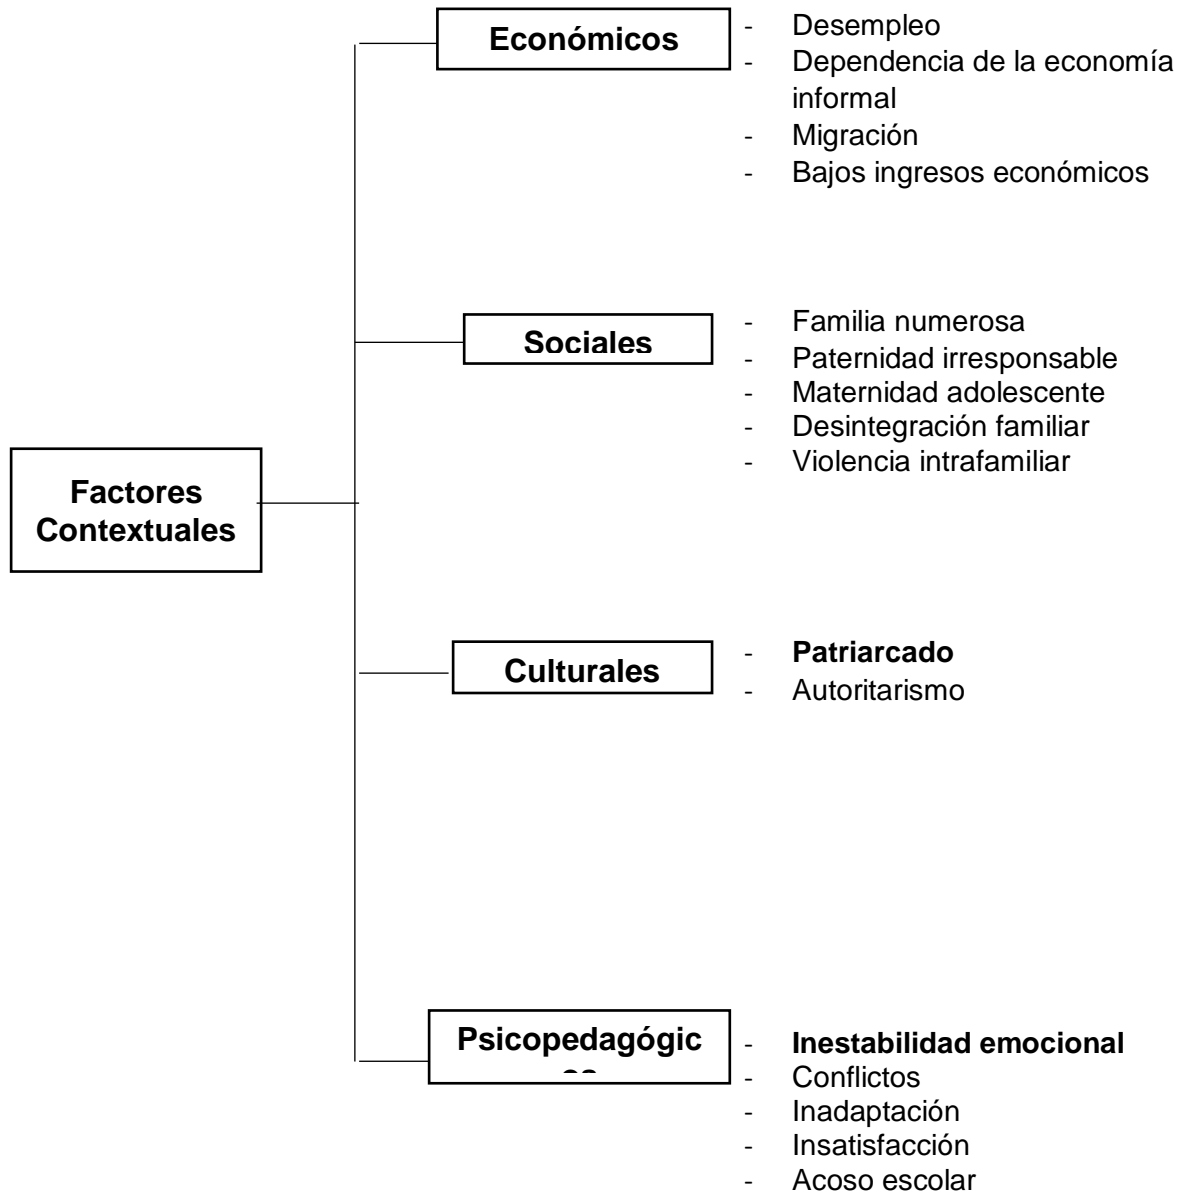 Económicos
- Desempleo
- Dependencia de la economía
informal
- Migración
- Bajos ingresos económicos
Sociales
- Familia numerosa
- Paternidad irresponsable
- Maternidad adolescente
- Desintegración familiar
- Violencia intrafamiliar
Factores
Contextuales
Culturales
- Patriarcado
- Autoritarismo
Psicopedagógic
os
- Inestabilidad emocional
- Conflictos
- Inadaptación
- Insatisfacción
- Acoso escolar